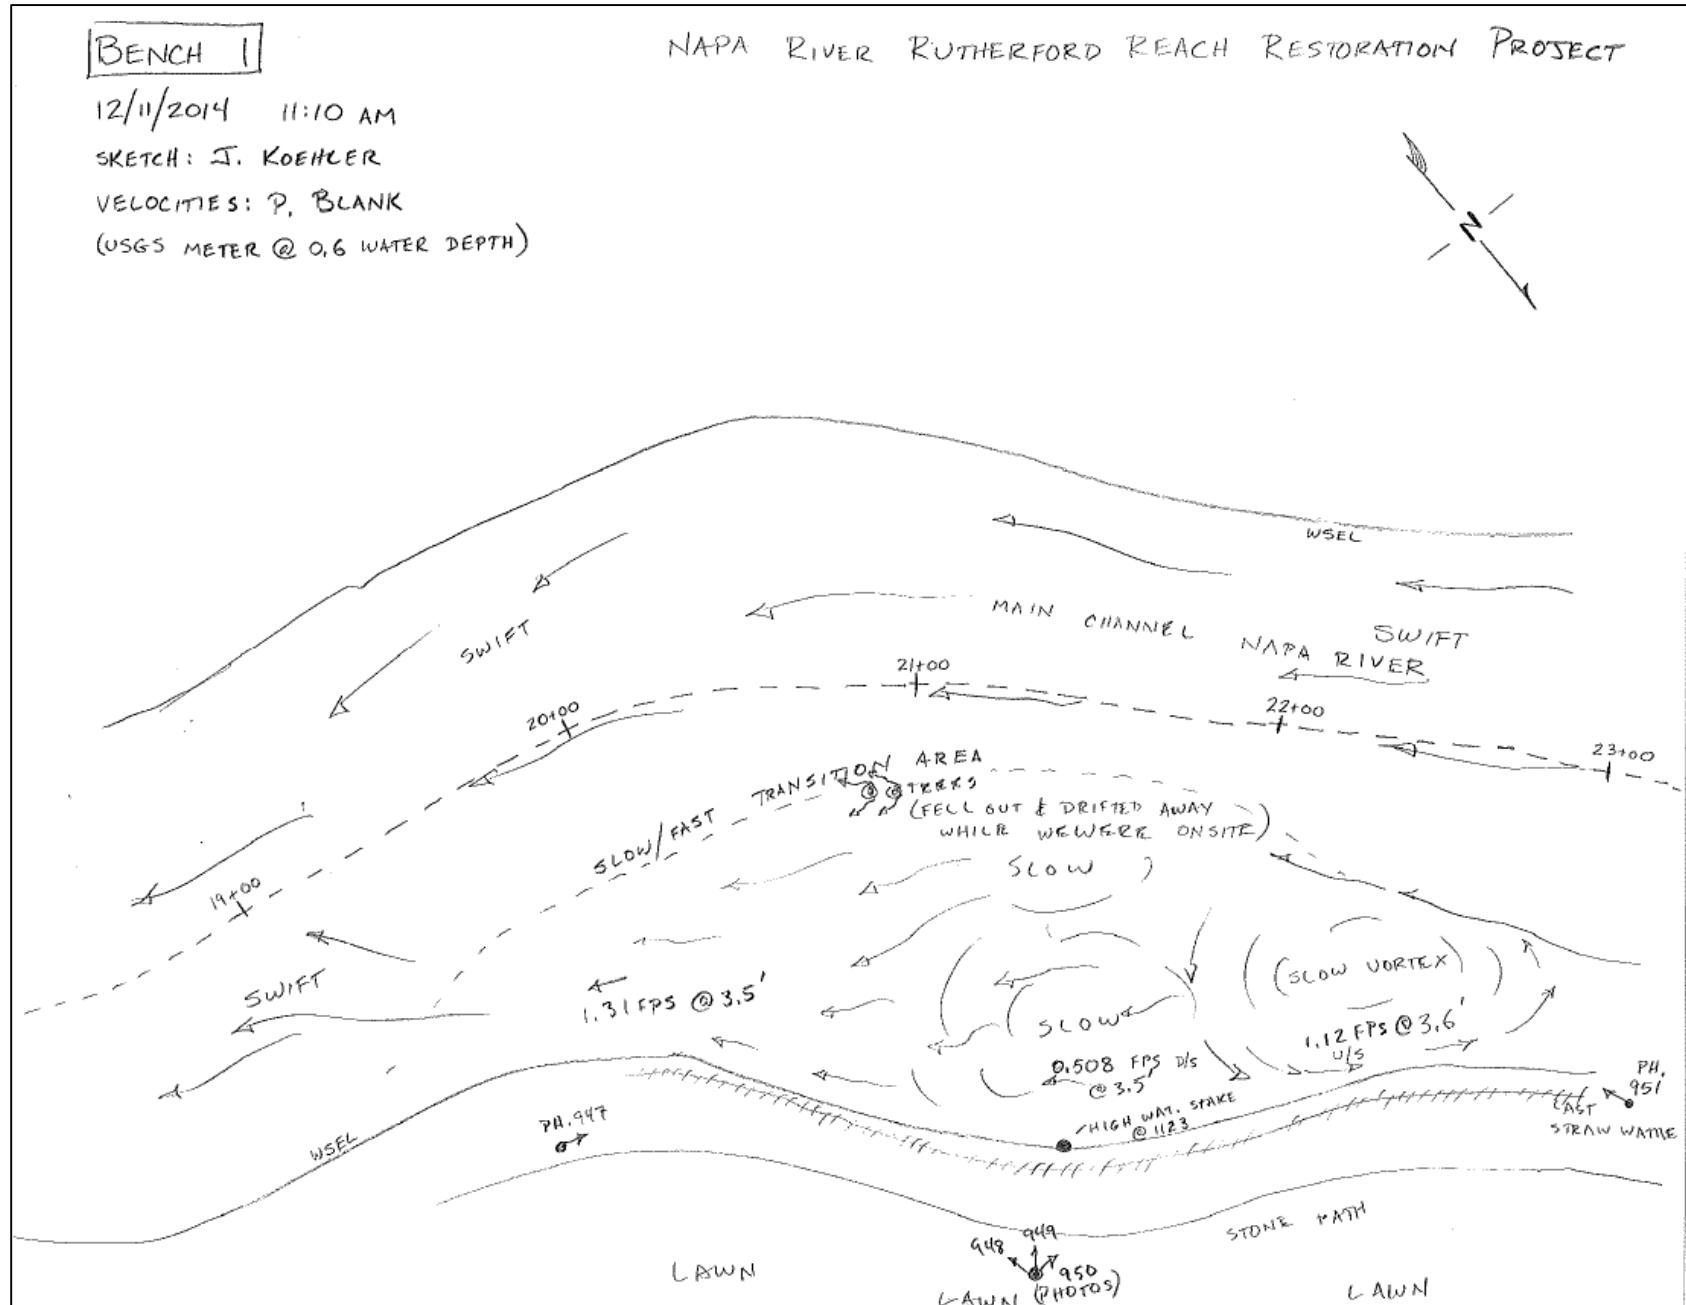 BENCH 1
NAPA RIVER RUTHERFORD REACH RESTORATION PROJECT
12/11/2014 11:10 AM
SKETCH: J. KOEHLER
VELOCITIES: P. BLANK
(USGS METER @ 0.6 WATER DEPTH)
N
WSEL
MAIN CHANNEL NAPA RIVER
SWIFT
SWIFT
21+00
20+00
22+00
23+00
19+00
SLOW/FAST TRANSITION AREA
TREES
(FELL OUT & DRIFTED AWAY
WHILE WE WERE ONSITE)
SLOW
(SLOW VORTEX)
SWIFT
1.31 FPS @ 3.5'
SLOW
1.12 FPS @ 3.6'
U/S
0.508 FPS D/S
@ 3.5'
HIGH WAT. STAKE
@ 1123
PH.
951
LAST
STRAW WATTLE
PH. 947
WSEL
STONE PATH
948 949
950
(PHOTOS)
LAWN
LAWN
LAWN